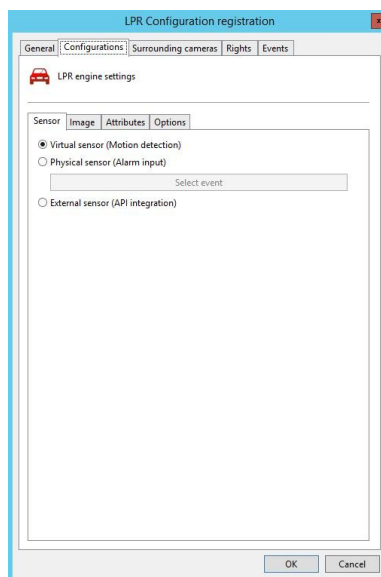 LPR Configuration registration
x
General Configurations Surrounding cameras Rights Events
LPR engine settings
Sensor Image Attributes Options
Virtual sensor (Motion detection)
Physical sensor (Alarm input)
Select event
External sensor (API integration)
OK Cancel